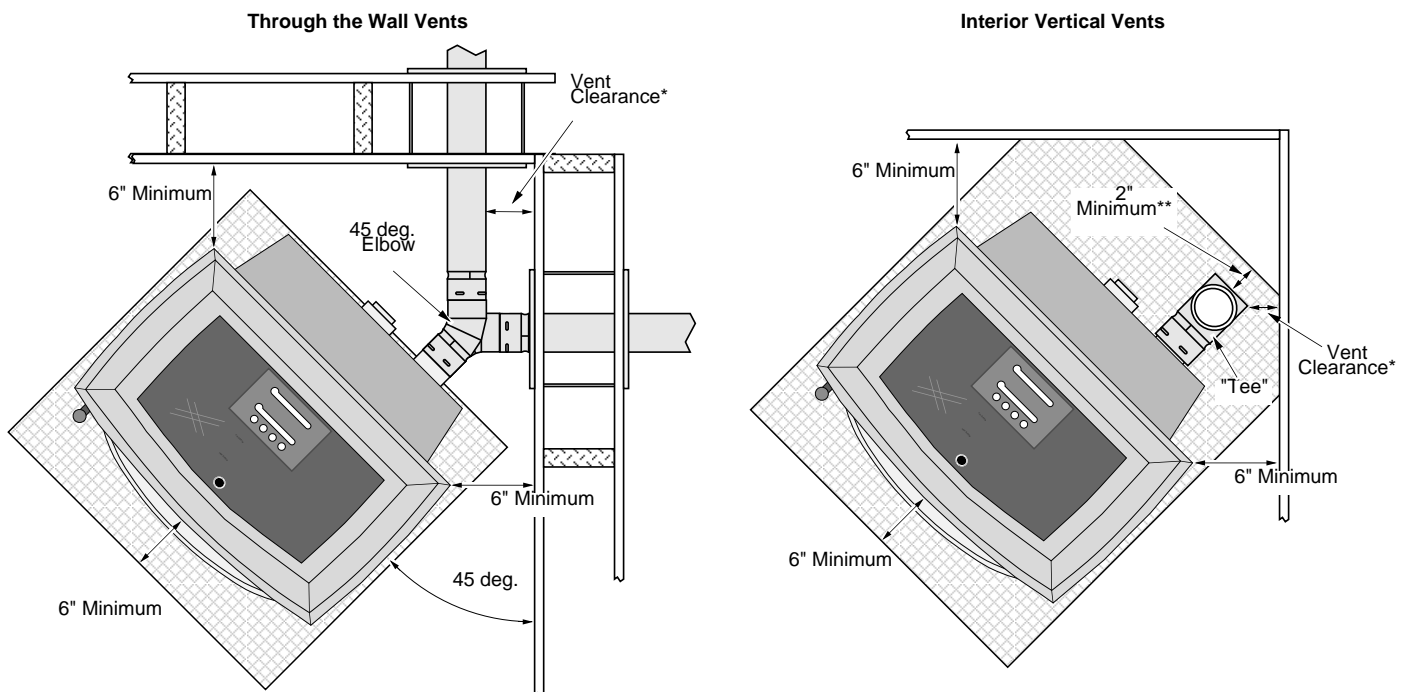 Through the Wall Vents
Vent
Clearance*
6" Minimum
45 deg.
Elbow
6" Minimum
45 deg.
6" Minimum
Interior Vertical Vents
6" Minimum
2"
Minimum**
Vent
Clearance*
"Tee"
6" Minimum
6" Minimum